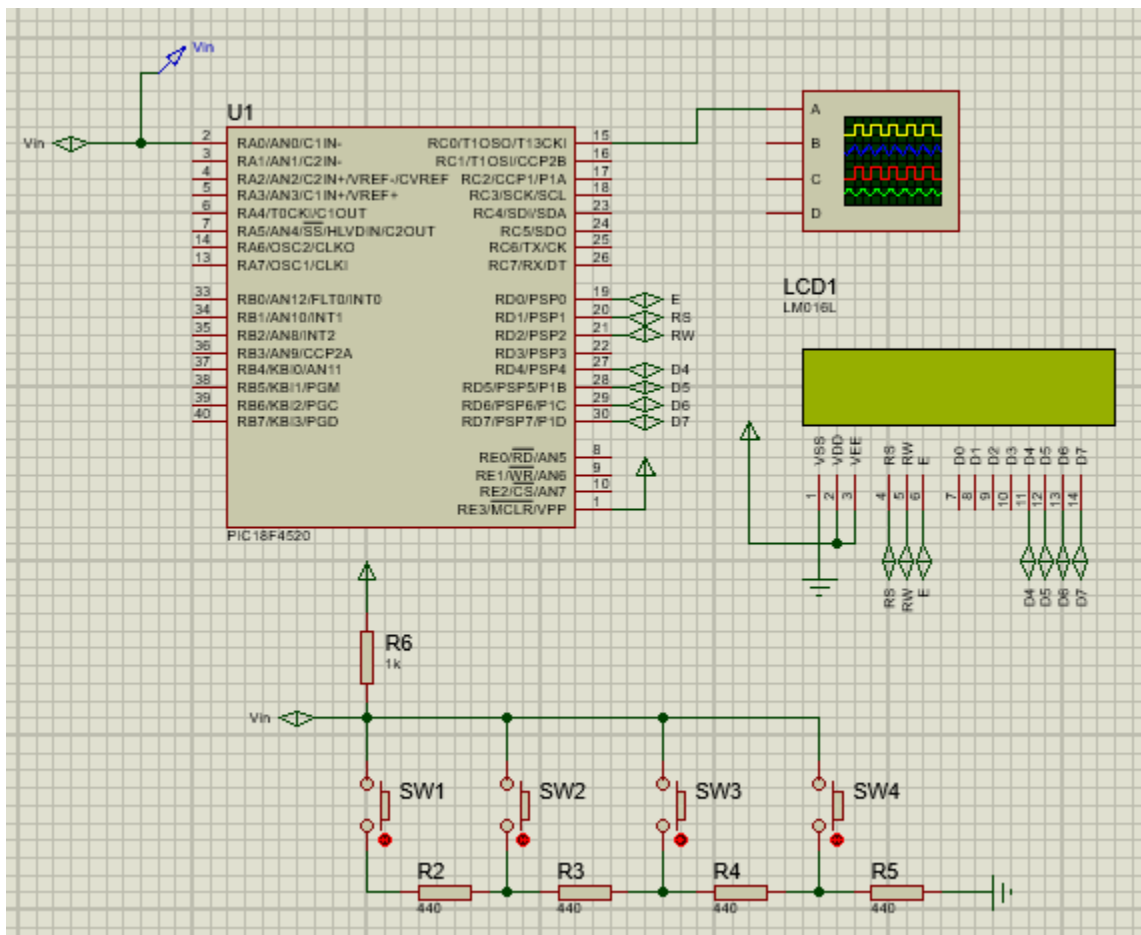 Vin
Vin
U1
2 RA0/AN0/C1IN-
3 RA1/AN1/C2IN-
4 RA2/AN2/C2IN+/VREF-/CVREF
5 RA3/AN3/C1IN+/VREF+
6 RA4/T0CKI/C1OUT
7 RA5/AN4/SS/HLVDIN/C2OUT
14 RA6/OSC2/CLKO
13 RA7/OSC1/CLKI
33 RB0/AN12/FLT0/INT0
34 RB1/AN10/INT1
35 RB2/AN8/INT2
36 RB3/AN9/CCP2A
37 RB4/KBI0/AN11
38 RB5/KBI1/PGM
39 RB6/KBI2/PGC
40 RB7/KBI3/PGD
RC0/T1OSO/T13CKI 15
RC1/T1OSI/CCP2B 16
RC2/CCP1/P1A 17
RC3/SCK/SCL 18
RC4/SDI/SDA 23
RC5/SDO 24
RC6/TX/CK 25
RC7/RX/DT 26
RD0/PSP0 19 E
RD1/PSP1 20 RS
RD2/PSP2 21 RW
RD3/PSP3 22
RD4/PSP4 27 D4
RD5/PSP5/P1B 28 D5
RD6/PSP6/P1C 29 D6
RD7/PSP7/P1D 30 D7
RE0/RD/AN5 8
RE1/WR/AN6 9
RE2/CS/AN7 10
RE3/MCLR/VPP 1
PIC18F4520
A
B
C
D
LCD1
LM016L
VSS VDD VEE RS RW E D0 D1 D2 D3 D4 D5 D6 D7
1 2 3 4 5 6 7 8 9 10 11 12 13 14
RS RW E D4 D5 D6 D7
R6
1k
Vin
SW1 SW2 SW3 SW4
R2 R3 R4 R5
440 440 440 440